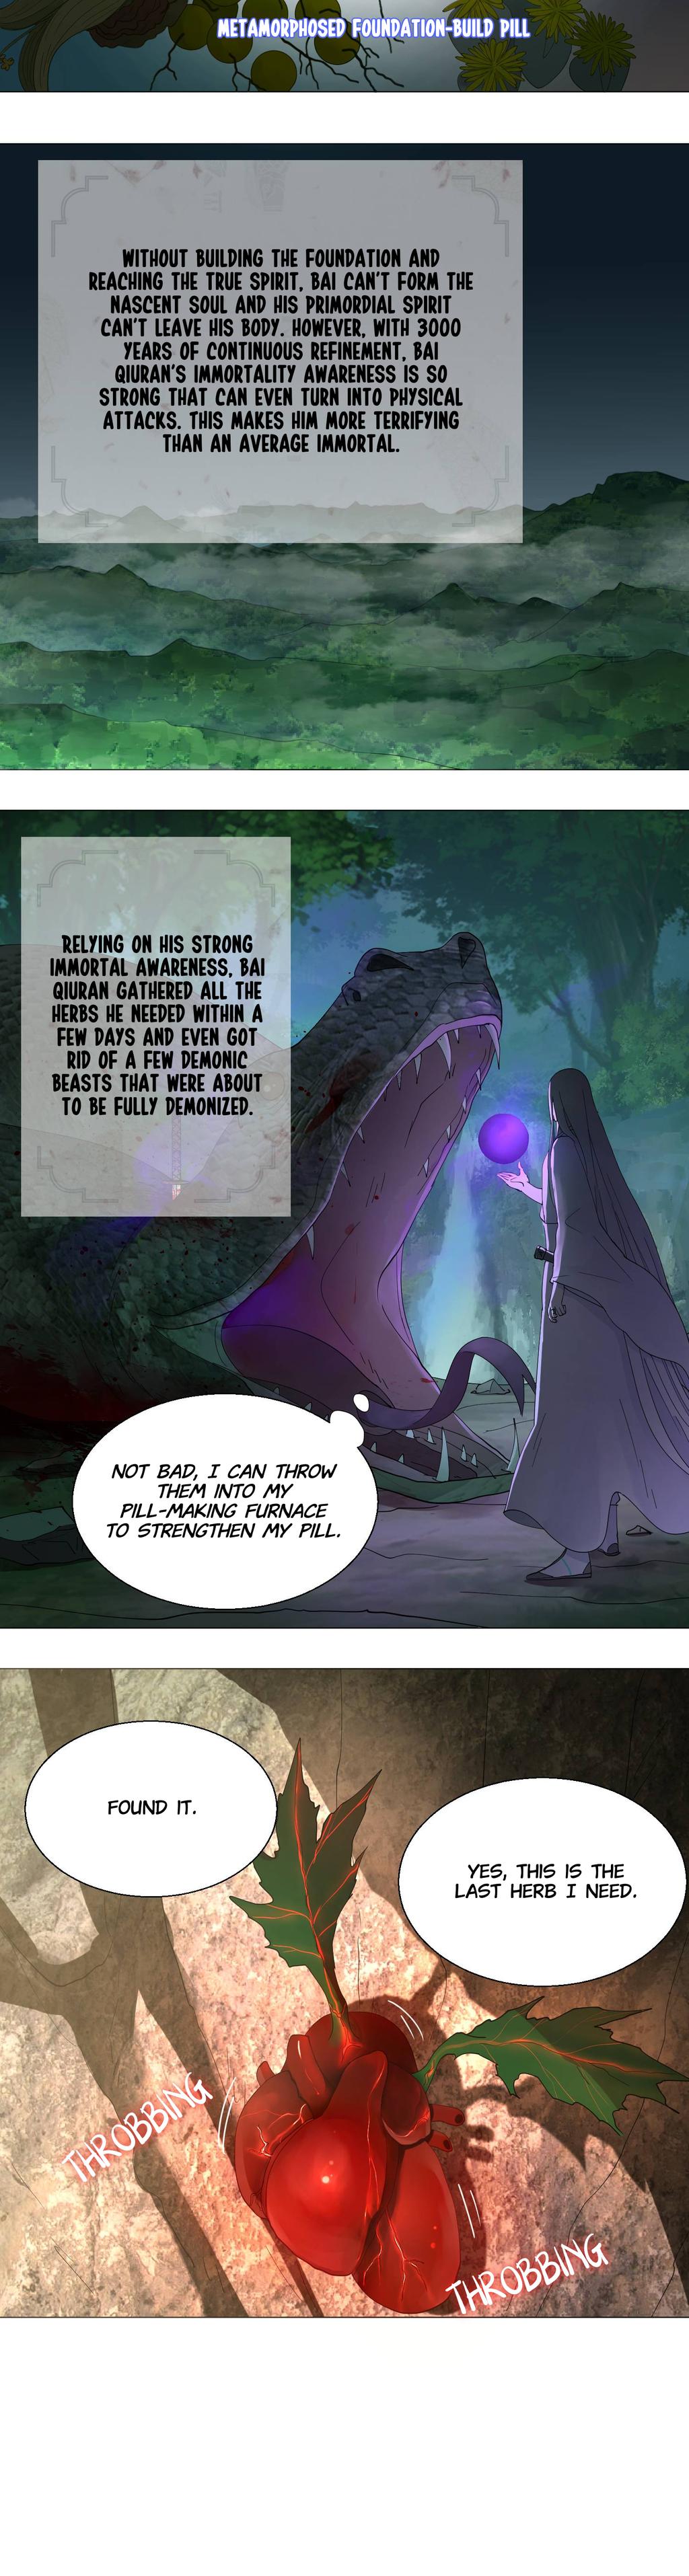 METAMORPHOSED FOUNDATION-BUILD PILL
WITHOUT BUILDING THE FOUNDATION AND
REACHING THE TRUE SPIRIT, BAI CAN'T FORM THE
NASCENT SOUL AND HIS PRIMORDIAL SPIRIT
CAN'T LEAVE HIS BODY. HOWEVER, WITH 3000
YEARS OF CONTINUOUS REFINEMENT, BAI
QIURAN'S IMMORTALITY AWARENESS IS SO
STRONG THAT CAN EVEN TURN INTO PHYSICAL
ATTACKS. THIS MAKES HIM MORE TERRIFYING
THAN AN AVERAGE IMMORTAL.
RELYING ON HIS STRONG
IMMORTAL AWARENESS, BAI
QIURAN GATHERED ALL THE
HERBS HE NEEDED WITHIN A
FEW DAYS AND EVEN GOT
RID OF A FEW DEMONIC
BEASTS THAT WERE ABOUT
TO BE FULLY DEMONIZED.
NOT BAD, I CAN THROW
THEM INTO MY
PILL-MAKING FURNACE
TO STRENGTHEN MY PILL.
FOUND IT.
YES, THIS IS THE
LAST HERB I NEED.
THROBBING
THROBBING